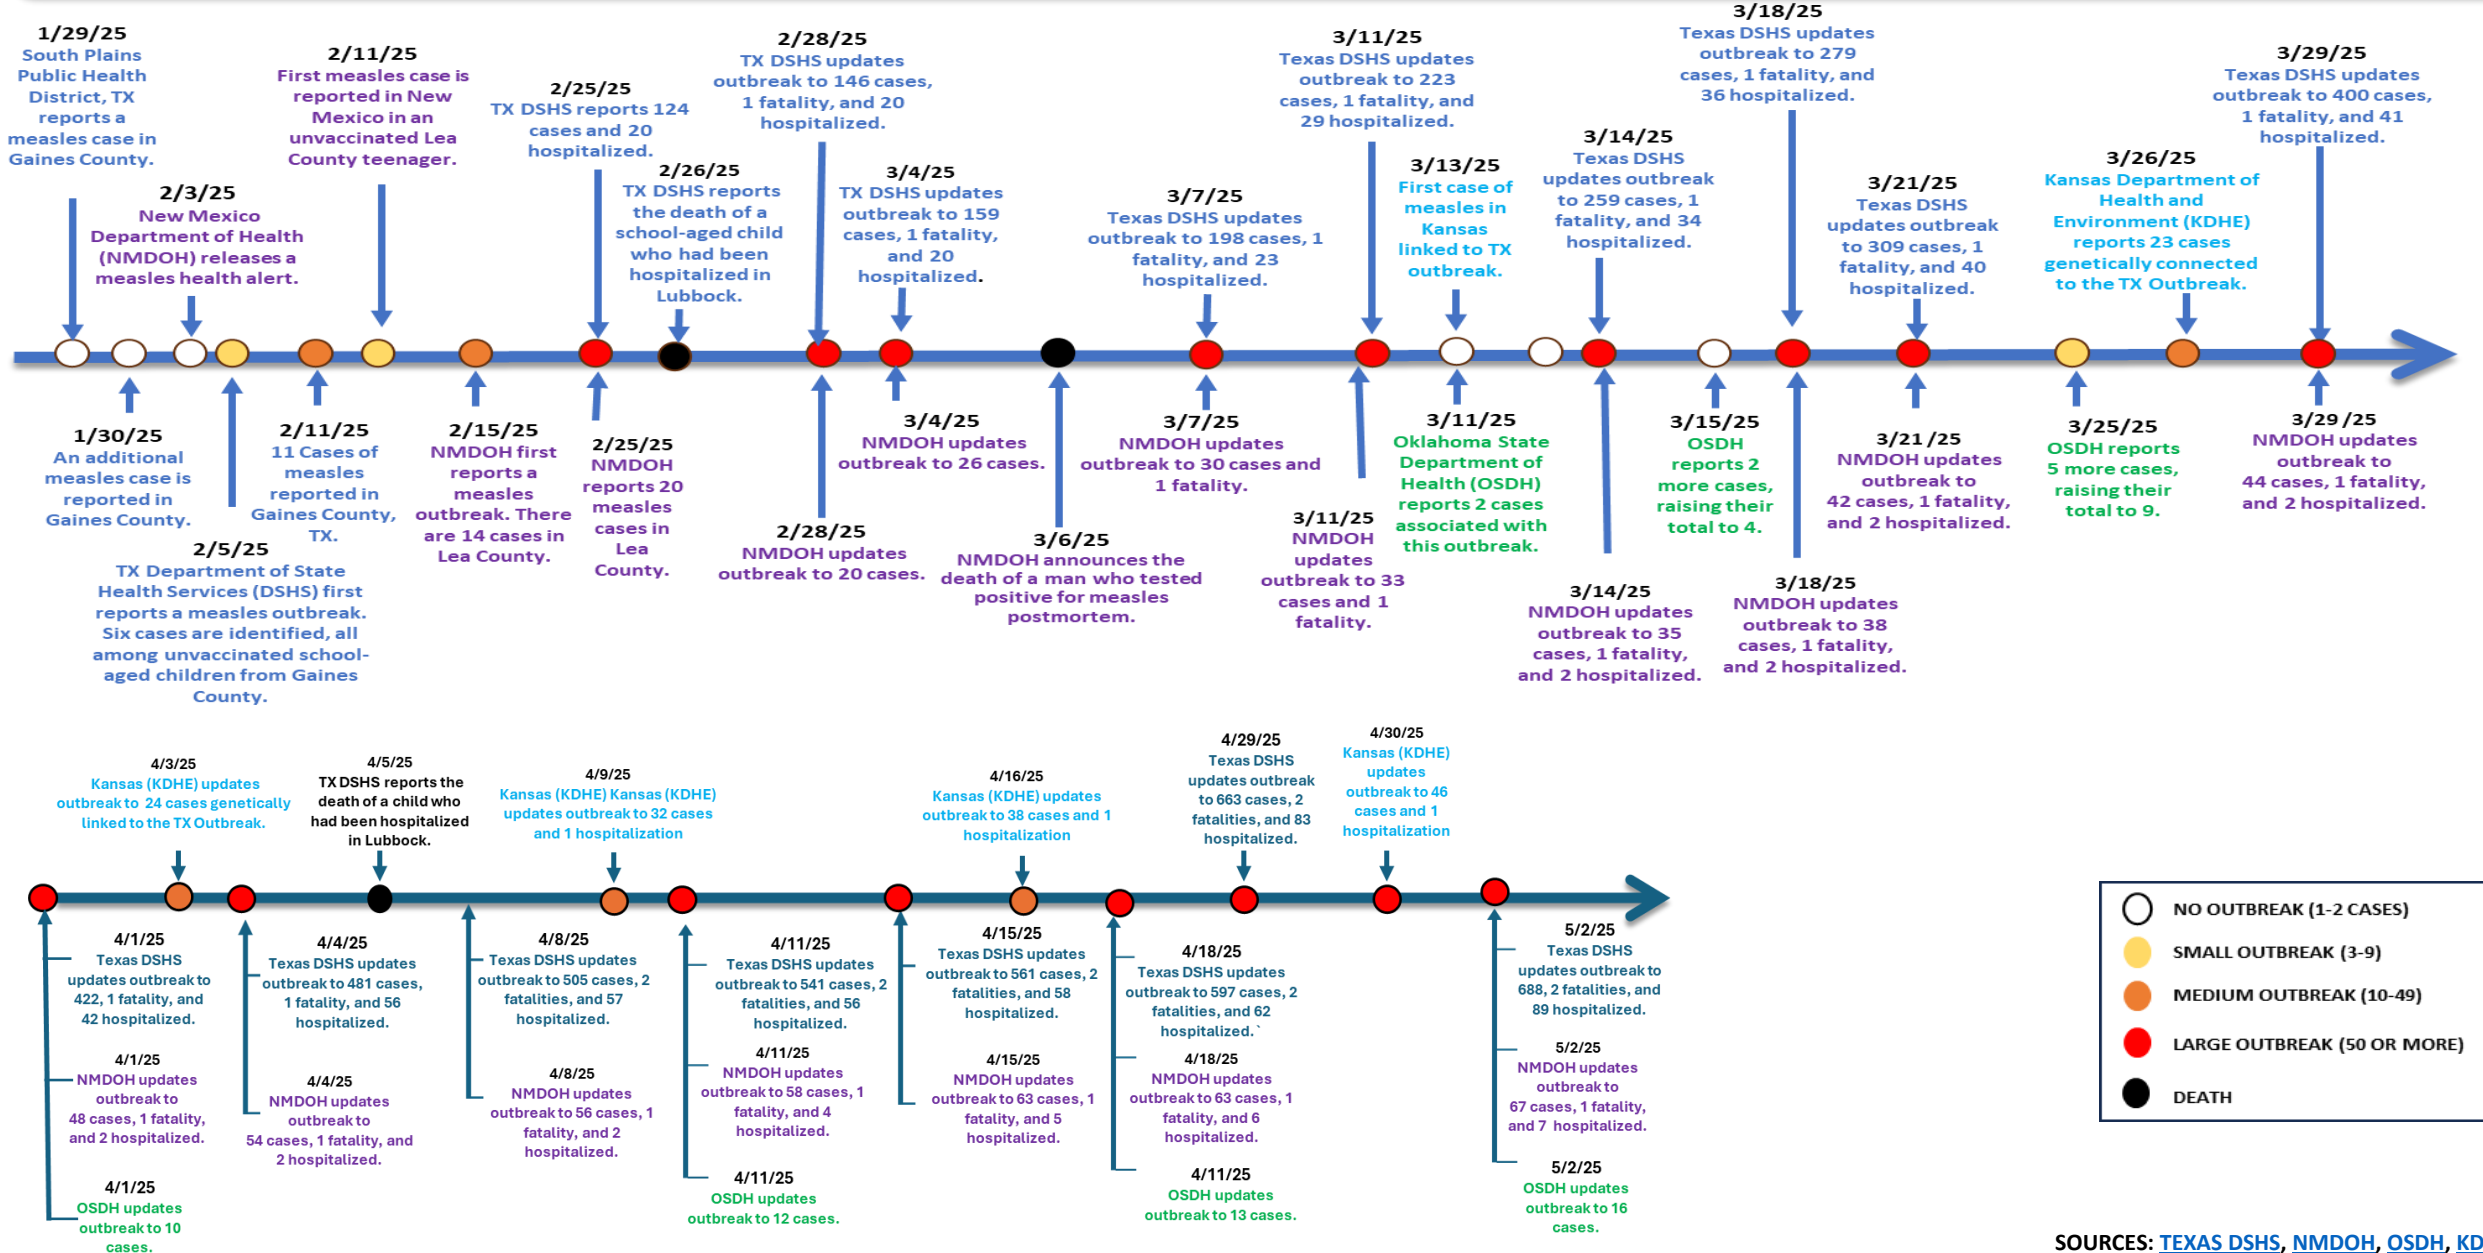 1/29/25
South Plains
Public Health
District, TX
reports a
measles case in
Gaines County.
2/3/25
New Mexico
Department of Health
(NMDOH) releases a
measles health alert.
2/11/25
First measles case is
reported in New
Mexico in an
unvaccinated Lea
County teenager.
2/25/25
TX DSHS reports 124
cases and 20
hospitalized.
2/26/25
TX DSHS reports
the death of a
school-aged child
who had been
hospitalized in
Lubbock.
2/28/25
TX DSHS updates
outbreak to 146 cases,
1 fatality, and 20
hospitalized.
3/4/25
TX DSHS updates
outbreak to 159
cases, 1 fatality,
and 20
hospitalized.
3/7/25
Texas DSHS updates
outbreak to 198 cases, 1
fatality, and 23
hospitalized.
3/11/25
Texas DSHS updates
outbreak to 223
cases, 1 fatality, and
29 hospitalized.
3/13/25
First case of
measles in
Kansas
linked to TX
outbreak.
3/14/25
Texas DSHS
updates outbreak
to 259 cases, 1
fatality, and 34
hospitalized.
3/18/25
Texas DSHS updates
outbreak to 279
cases, 1 fatality, and
36 hospitalized.
3/21/25
Texas DSHS
updates outbreak
to 309 cases, 1
fatality, and 40
hospitalized.
3/26/25
Kansas Department of
Health and
Environment (KDHE)
reports 23 cases
genetically connected
to the TX Outbreak.
3/29/25
Texas DSHS updates
outbreak to 400 cases,
1 fatality, and 41
hospitalized.
1/30/25
An additional
measles case is
reported in
Gaines County.
2/5/25
TX Department of State
Health Services (DSHS) first
reports a measles outbreak.
Six cases are identified, all
among unvaccinated school-
aged children from Gaines
County.
2/11/25
11 Cases of
measles
reported in
Gaines County,
TX.
2/15/25
NMDOH first
reports a
measles
outbreak. There
are 14 cases in
Lea County.
2/25/25
NMDOH
reports 20
measles
cases in
Lea
County.
2/28/25
NMDOH updates
outbreak to 20 cases.
3/4/25
NMDOH updates
outbreak to 26 cases.
3/6/25
NMDOH announces the
death of a man who tested
positive for measles
postmortem.
3/7/25
NMDOH updates
outbreak to 30 cases and
1 fatality.
3/11/25
NMDOH
updates
outbreak to 33
cases and 1
fatality.
3/11/25
Oklahoma State
Department of
Health (OSDH)
reports 2 cases
associated with
this outbreak.
3/14/25
NMDOH updates
outbreak to 35
cases, 1 fatality,
and 2 hospitalized.
3/15/25
OSDH
reports 2
more cases,
raising their
total to 4.
3/18/25
NMDOH updates
outbreak to 38
cases, 1 fatality,
and 2 hospitalized.
3/21/25
NMDOH updates
outbreak to
42 cases, 1 fatality,
and 2 hospitalized.
3/25/25
OSDH reports
5 more cases,
raising their
total to 9.
3/29/25
NMDOH updates
outbreak to
44 cases, 1 fatality,
and 2 hospitalized.
4/3/25
Kansas (KDHE) updates
outbreak to 24 cases genetically
linked to the TX Outbreak.
4/5/25
TX DSHS reports the
death of a child who
had been hospitalized
in Lubbock.
4/9/25
Kansas (KDHE) Kansas (KDHE)
updates outbreak to 32 cases
and 1 hospitalization
4/16/25
Kansas (KDHE) updates
outbreak to 38 cases and 1
hospitalization
4/29/25
Texas DSHS
updates outbreak
to 663 cases, 2
fatalities, and 83
hospitalized.
4/30/25
Kansas (KDHE)
updates
outbreak to 46
cases and 1
hospitalization
4/1/25
Texas DSHS
updates outbreak to
422, 1 fatality, and
42 hospitalized.
4/1/25
NMDOH updates
outbreak to
48 cases, 1 fatality,
and 2 hospitalized.
4/1/25
OSDH updates
outbreak to 10
cases.
4/4/25
Texas DSHS updates
outbreak to 481 cases,
1 fatality, and 56
hospitalized.
4/4/25
NMDOH updates
outbreak to
54 cases, 1 fatality, and
2 hospitalized.
4/8/25
Texas DSHS updates
outbreak to 505 cases, 2
fatalities, and 57
hospitalized.
4/8/25
NMDOH updates
outbreak to 56 cases, 1
fatality, and 2
hospitalized.
4/11/25
Texas DSHS updates
outbreak to 541 cases, 2
fatalities, and 56
hospitalized.
4/11/25
NMDOH updates
outbreak to 58 cases, 1
fatality, and 4
hospitalized.
4/11/25
OSDH updates
outbreak to 12 cases.
4/15/25
Texas DSHS updates
outbreak to 561 cases, 2
fatalities, and 58
hospitalized.
4/15/25
NMDOH updates
outbreak to 63 cases, 1
fatality, and 5
hospitalized.
4/18/25
Texas DSHS updates
outbreak to 597 cases, 2
fatalities, and 62
hospitalized.`
4/18/25
NMDOH updates
outbreak to 63 cases, 1
fatality, and 6
hospitalized.
4/11/25
OSDH updates
outbreak to 13 cases.
5/2/25
Texas DSHS
updates outbreak to
688, 2 fatalities, and
89 hospitalized.
5/2/25
NMDOH updates
outbreak to
67 cases, 1 fatality,
and 7 hospitalized.
5/2/25
OSDH updates
outbreak to 16
cases.
NO OUTBREAK (1-2 CASES)
SMALL OUTBREAK (3-9)
MEDIUM OUTBREAK (10-49)
LARGE OUTBREAK (50 OR MORE)
DEATH
SOURCES: TEXAS DSHS, NMDOH, OSDH, KD